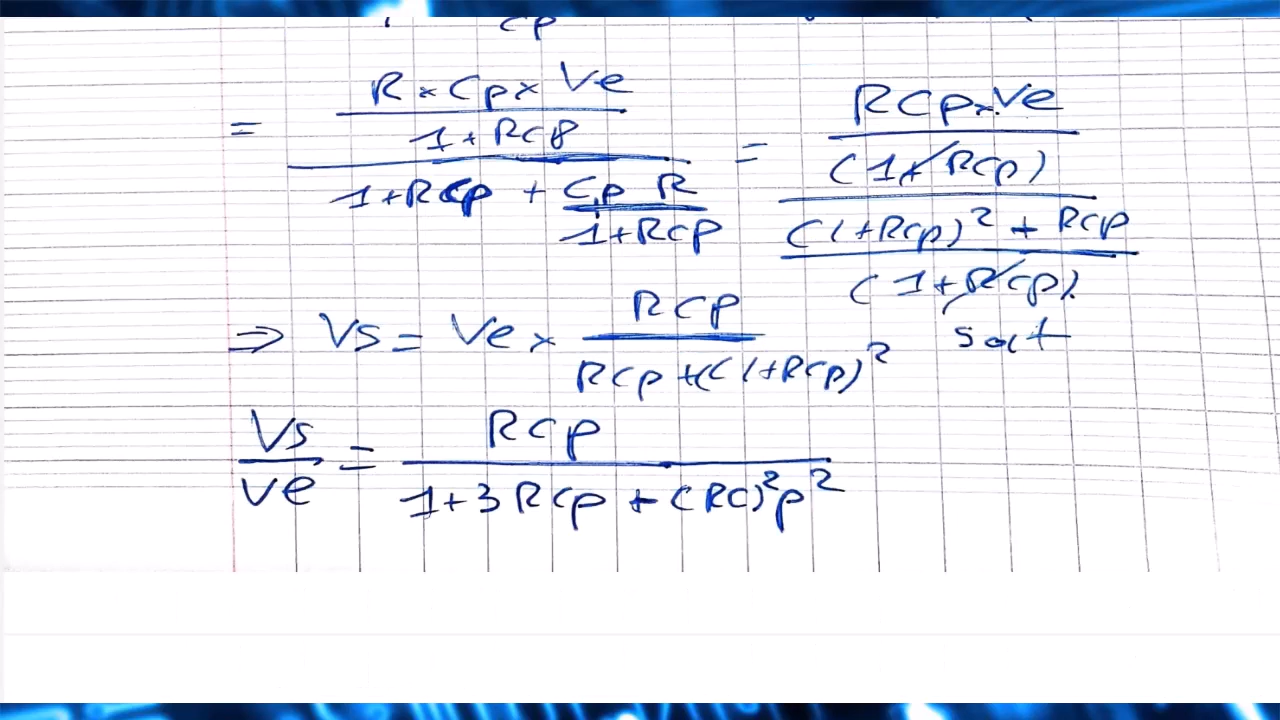 Cp
= (R × Cp × Ve / 1 + RCP) / (1 + RCp + Cp R / 1 + RCp) = (RCp × Ve / (1 + RCp)) / ((1 + RCp)² + RCp / (1 + RCp))
soit
⇒ Vs = Ve × RCP / RCp + (1 + RCp)²
Vs / Ve = RCp / 1 + 3RCp + (RC)²p²